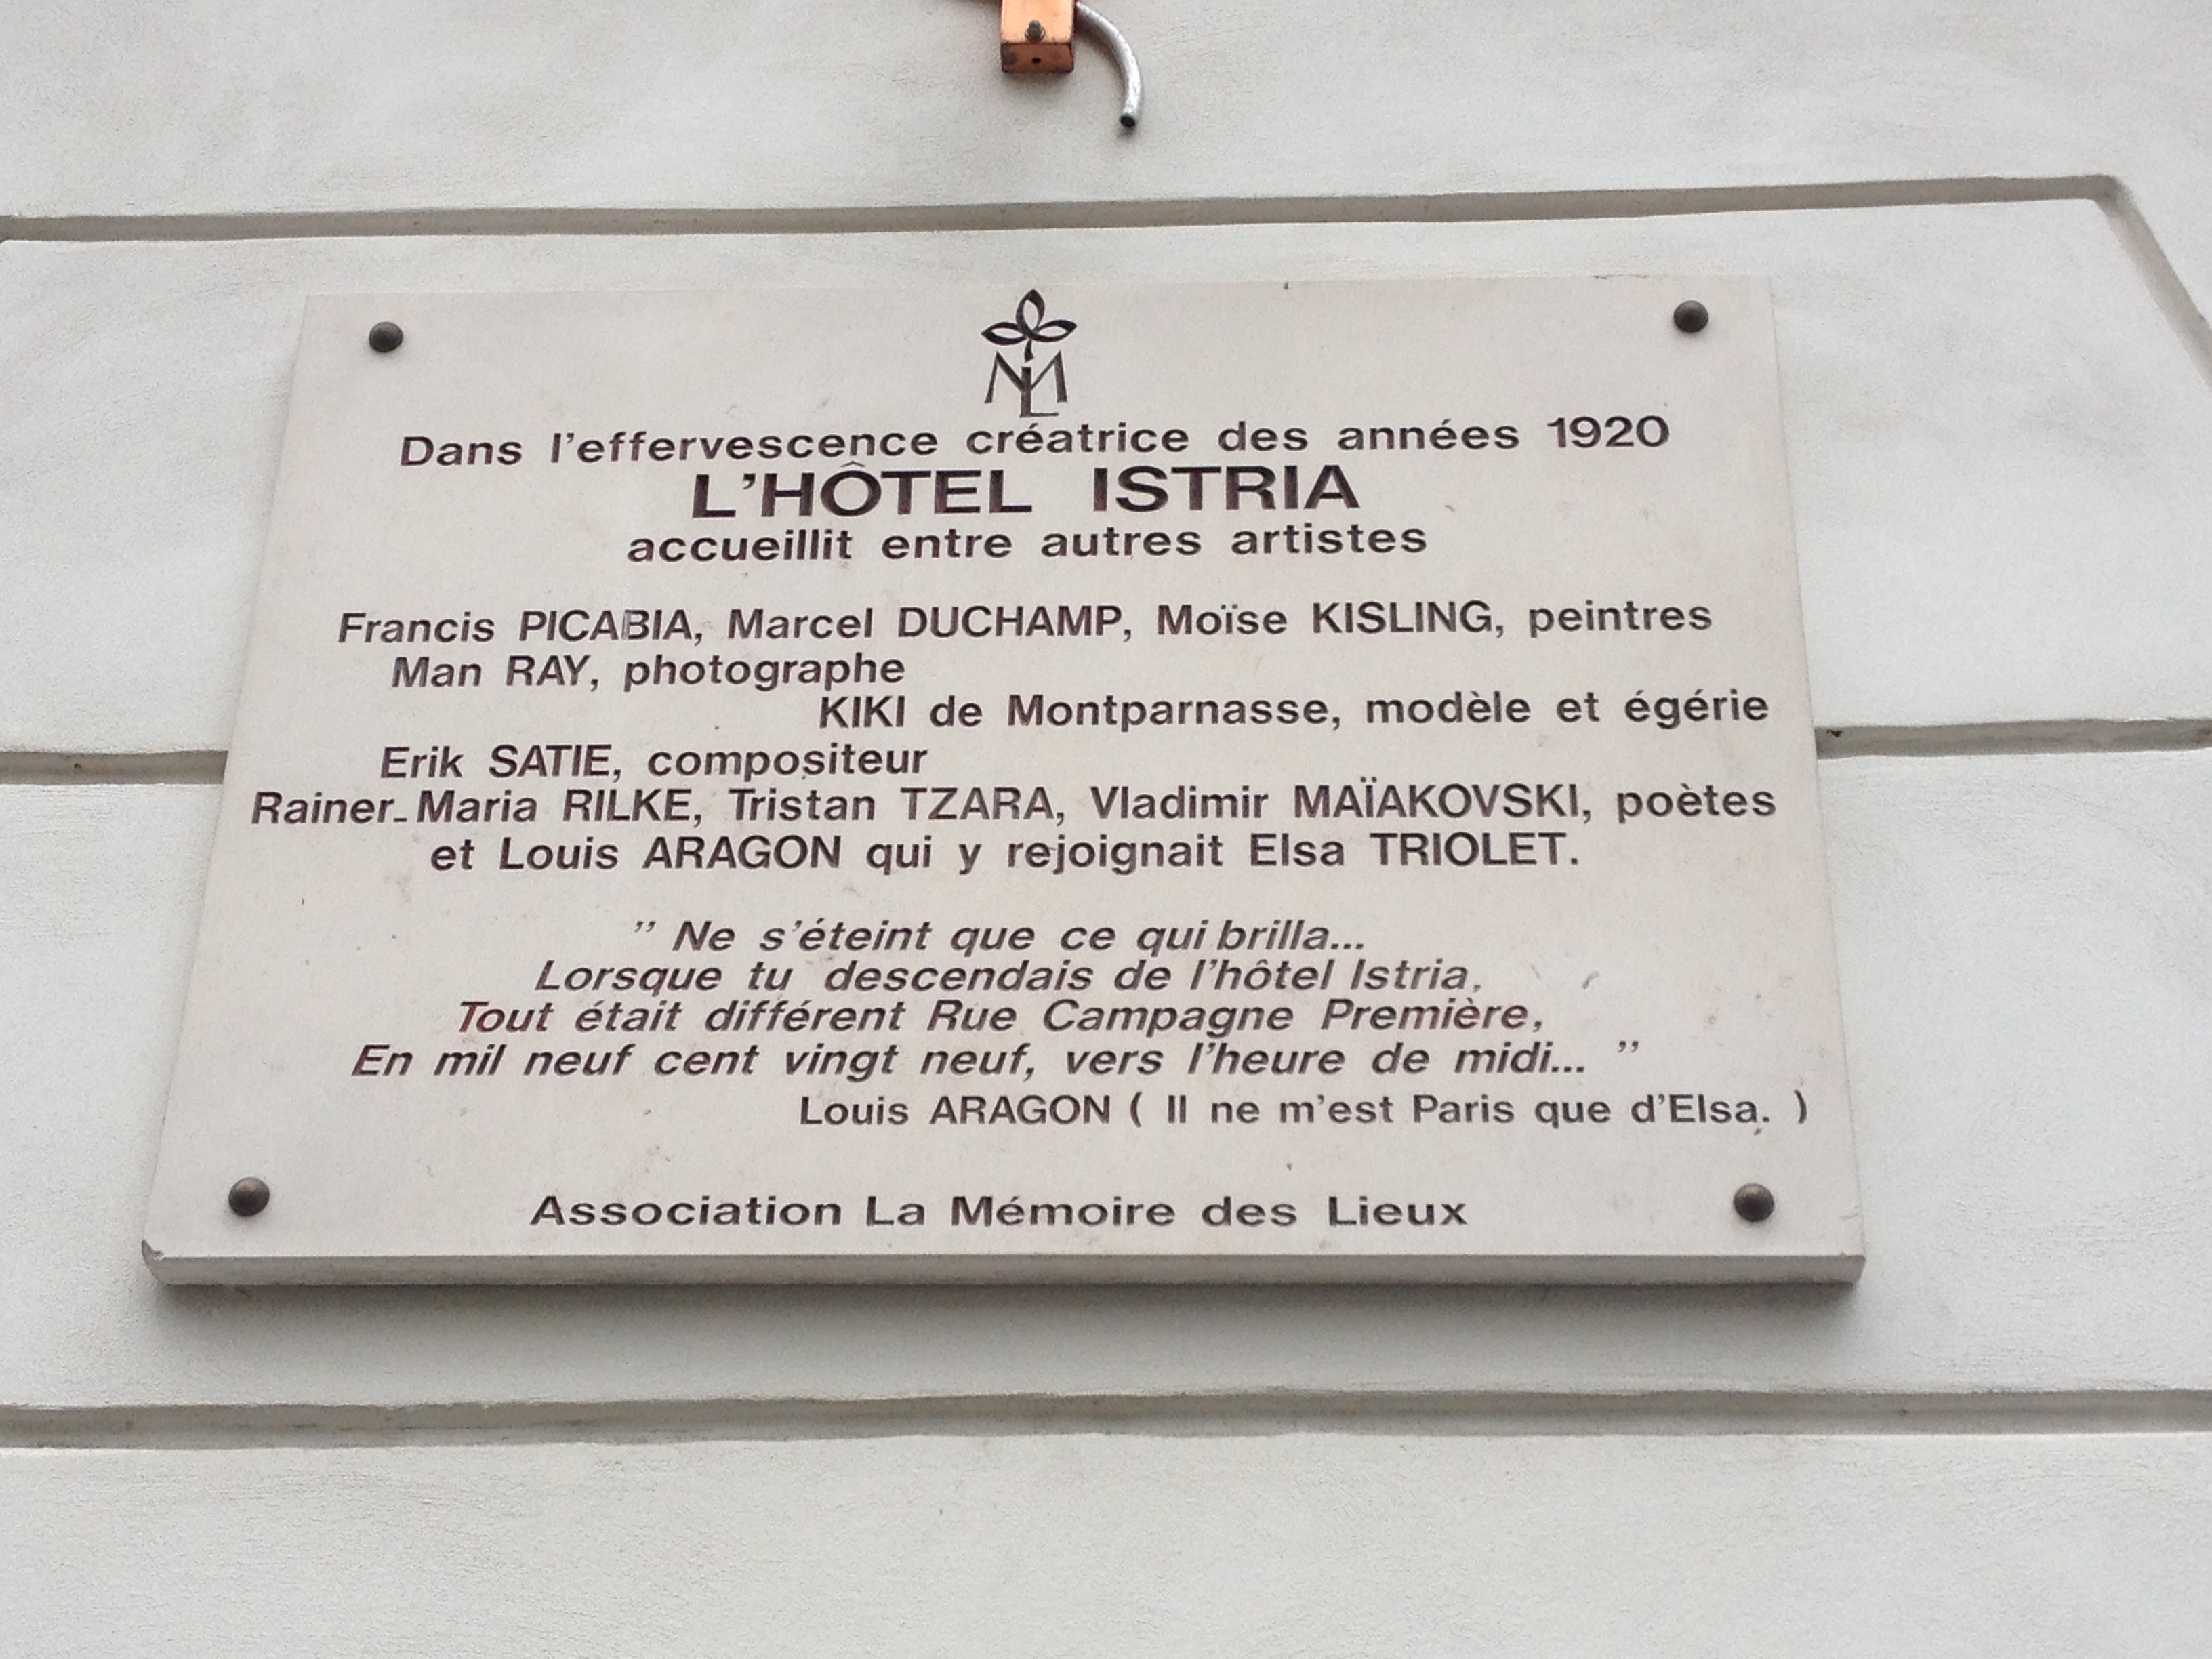 ML
Dans l'effervescence créatrice des années 1920
L'HÔTEL ISTRIA
accueillit entre autres artistes
Francis PICABIA, Marcel DUCHAMP, Moïse KISLING, peintres
Man RAY, photographe
KIKI de Montparnasse, modèle et égérie
Erik SATIE, compositeur
Rainer-Maria RILKE, Tristan TZARA, Vladimir MAÏAKOVSKI, poètes
et Louis ARAGON qui y rejoignait Elsa TRIOLET.
” Ne s'éteint que ce qui brilla...
Lorsque tu descendais de l'hôtel Istria,
Tout était différent Rue Campagne Première,
En mil neuf cent vingt neuf, vers l'heure de midi... ”
Louis ARAGON ( Il ne m'est Paris que d'Elsa. )
Association La Mémoire des Lieux